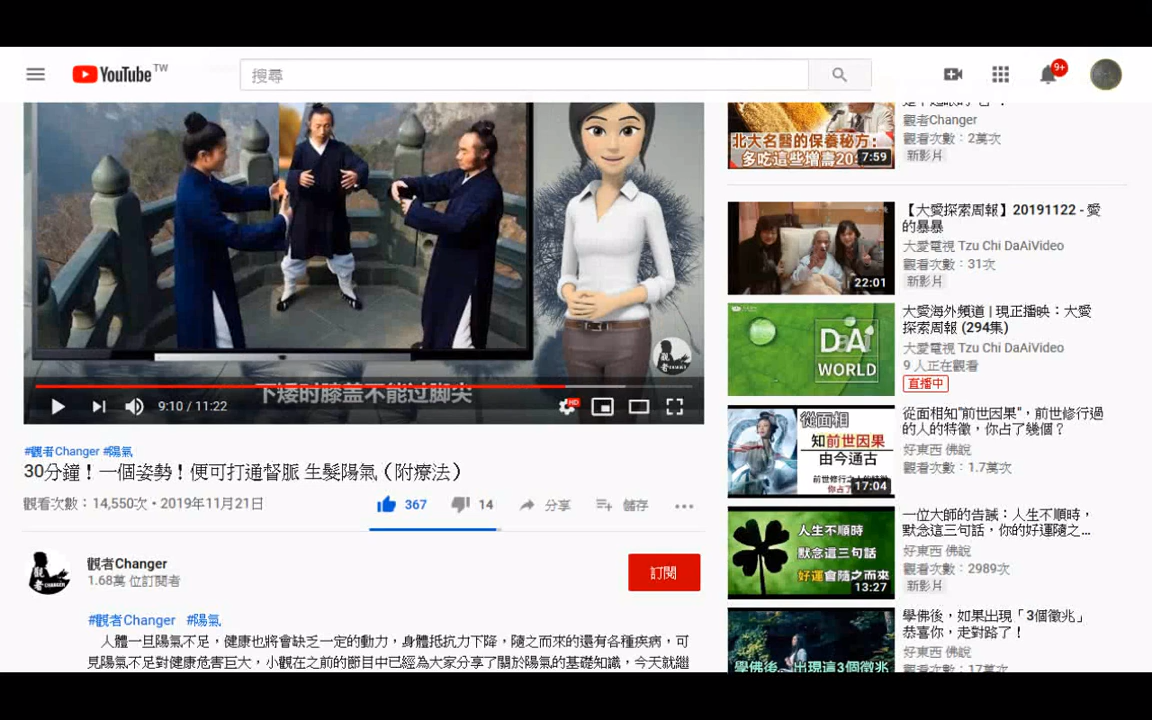 YouTube TW
搜尋
9+
下矮时膝盖不能过脚尖
9:10 / 11:22
HD
#觀者Changer #陽氣
30分鐘！一個姿勢！便可打通督脈 生髮陽氣（附療法）
觀看次數：14,550次 • 2019年11月21日
367
14
分享
儲存
觀者Changer
1.68萬 位訂閱者
訂閱
#觀者Changer #陽氣
人體一旦陽氣不足，健康也將會缺乏一定的動力，身體抵抗力下降，隨之而來的還有各種疾病，可
見陽氣不足對健康危害巨大，小觀在之前的節目中已經為大家分享了關於陽氣的基礎知識，今天就繼
北大名醫的保養秘方：
多吃這些增壽20
7:59
觀者Changer
觀看次數：2萬次
新影片
22:01
【大愛探索周報】20191122 - 愛
的暴暴
大愛電視 Tzu Chi DaAiVideo
觀看次數：31次
新影片
DaAi
WORLD
大愛海外頻道 | 現正播映：大愛
探索周報 (294集)
大愛電視 Tzu Chi DaAiVideo
9 人正在觀看
直播中
從面相
知前世因果
由今通古
前世修行
17:04
從面相知"前世因果"，前世修行過
的人的特徵，你占了幾個？
好東西 佛說
觀看次數：1.7萬次
人生不順時
默念這三句話
好運會隨之而來
13:27
一位大師的告誡：人生不順時，
默念這三句話，你的好運隨之...
好東西 佛說
觀看次數：2989次
新影片
學佛後，出現這3個徵兆
學佛後，如果出現「3個徵兆」
恭喜你，走對路了！
好東西 佛說
觀看次數：17萬次